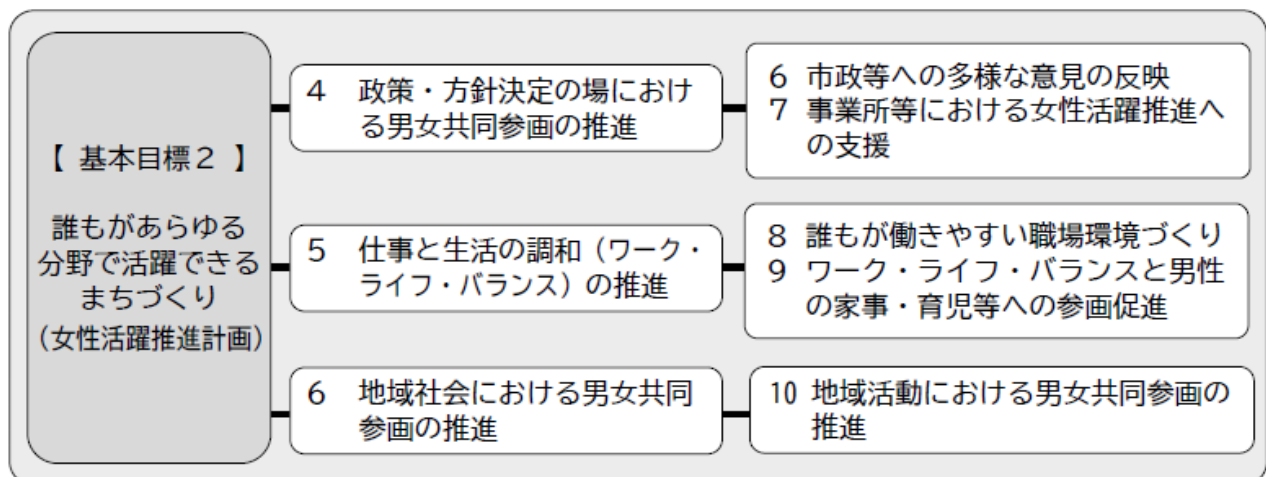 【 基本目標2 】
誰もがあらゆる
分野で活躍できる
まちづくり
(女性活躍推進計画)
4 政策・方針決定の場におけ
る男女共同参画の推進
6 市政等への多様な意見の反映
7 事業所等における女性活躍推進へ
の支援
5 仕事と生活の調和(ワーク・
ライフ・バランス)の推進
8 誰もが働きやすい職場環境づくり
9 ワーク・ライフ・バランスと男性
の家事・育児等への参画促進
6 地域社会における男女共同
参画の推進
10 地域活動における男女共同参画の
推進